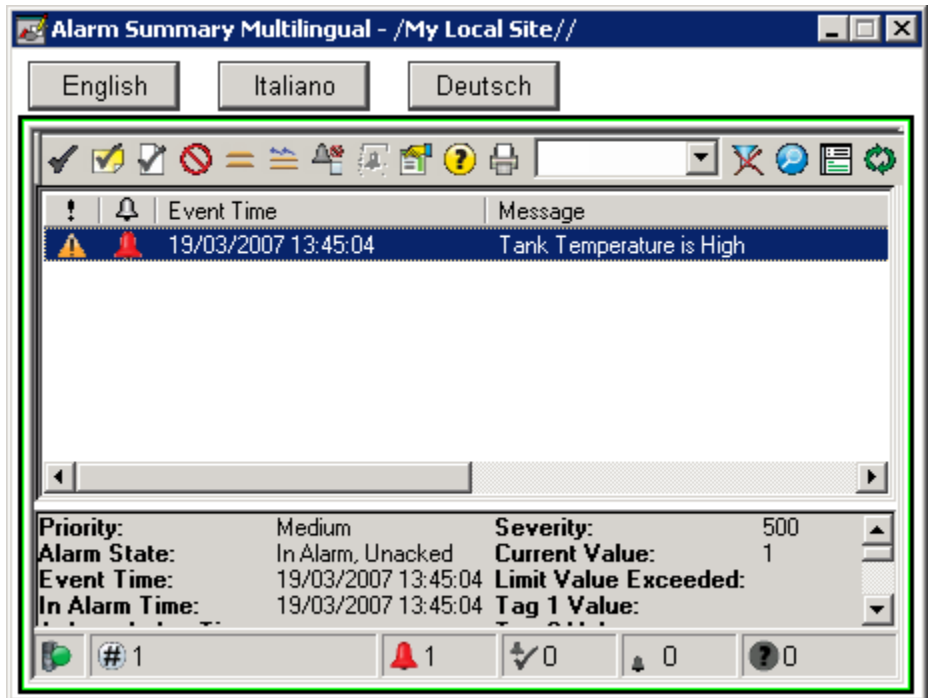 Alarm Summary Multilingual - /My Local Site//
English Italiano Deutsch
! Event Time Message
19/03/2007 13:45:04 Tank Temperature is High
Priority: Medium Severity: 500
Alarm State: In Alarm, Unacked Current Value: 1
Event Time: 19/03/2007 13:45:04 Limit Value Exceeded:
In Alarm Time: 19/03/2007 13:45:04 Tag 1 Value:
# 1 1 0 0 ? 0